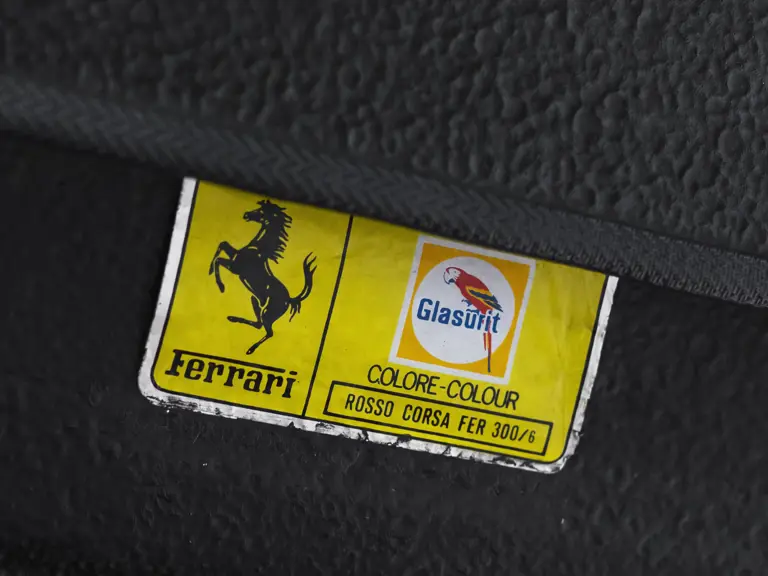 Ferrari
Glasurit
COLORE-COLOUR
ROSSO CORSA FER 300/6